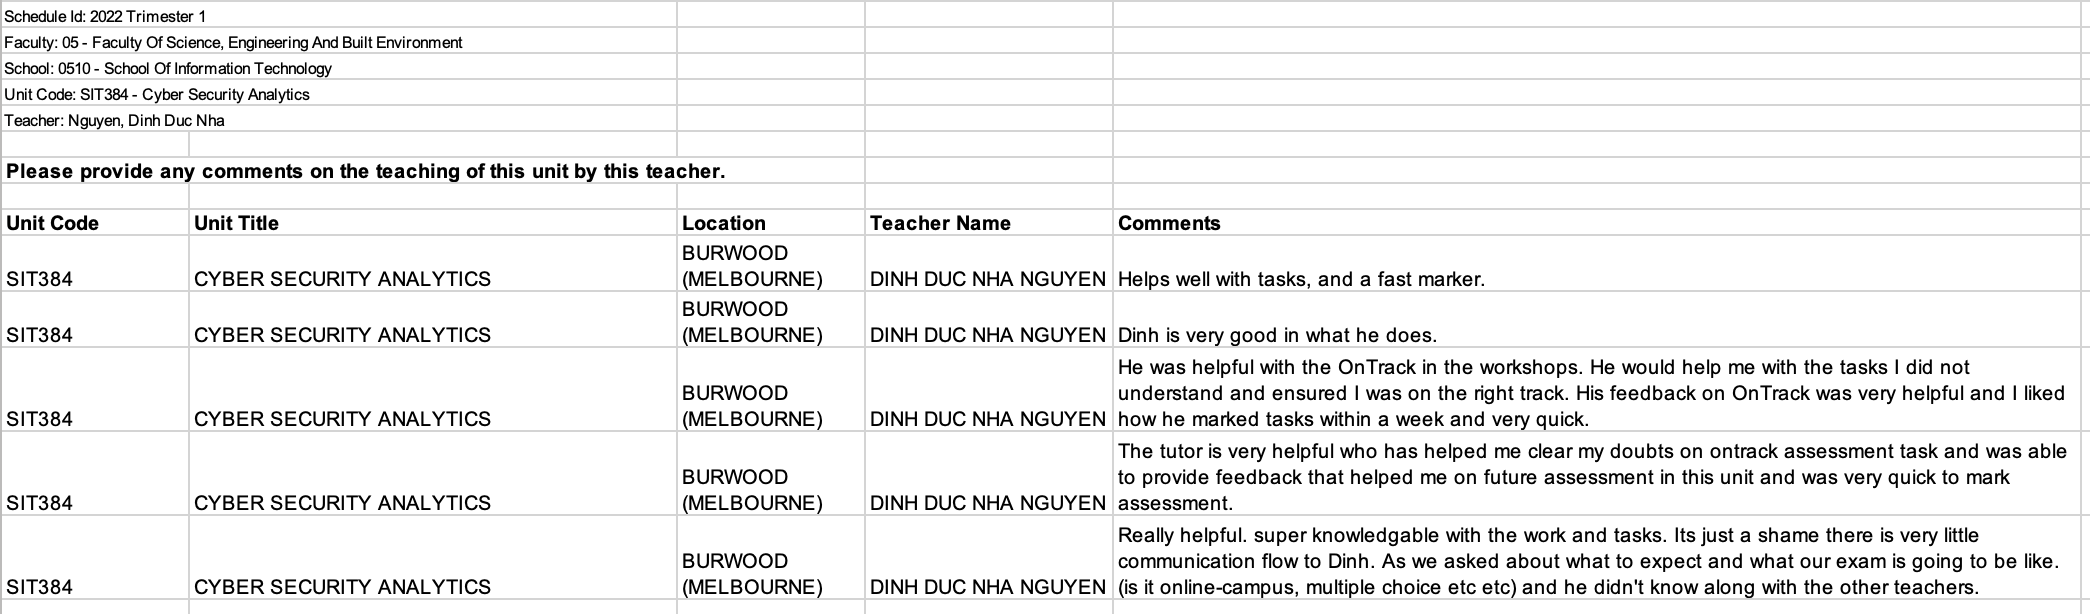 Schedule Id: 2022 Trimester 1
Faculty: 05 - Faculty Of Science, Engineering And Built Environment
School: 0510 - School Of Information Technology
Unit Code: SIT384 - Cyber Security Analytics
Teacher: Nguyen, Dinh Duc Nha
Please provide any comments on the teaching of this unit by this teacher.
Unit Code Unit Title Location Teacher Name Comments
BURWOOD
SIT384 CYBER SECURITY ANALYTICS (MELBOURNE) DINH DUC NHA NGUYEN Helps well with tasks, and a fast marker.
BURWOOD
SIT384 CYBER SECURITY ANALYTICS (MELBOURNE) DINH DUC NHA NGUYEN Dinh is very good in what he does.
He was helpful with the OnTrack in the workshops. He would help me with the tasks I did not
BURWOOD understand and ensured I was on the right track. His feedback on OnTrack was very helpful and I liked
SIT384 CYBER SECURITY ANALYTICS (MELBOURNE) DINH DUC NHA NGUYEN how he marked tasks within a week and very quick.
The tutor is very helpful who has helped me clear my doubts on ontrack assessment task and was able
BURWOOD to provide feedback that helped me on future assessment in this unit and was very quick to mark
SIT384 CYBER SECURITY ANALYTICS (MELBOURNE) DINH DUC NHA NGUYEN assessment.
Really helpful. super knowledgable with the work and tasks. Its just a shame there is very little
BURWOOD communication flow to Dinh. As we asked about what to expect and what our exam is going to be like.
SIT384 CYBER SECURITY ANALYTICS (MELBOURNE) DINH DUC NHA NGUYEN (is it online-campus, multiple choice etc etc) and he didn't know along with the other teachers.